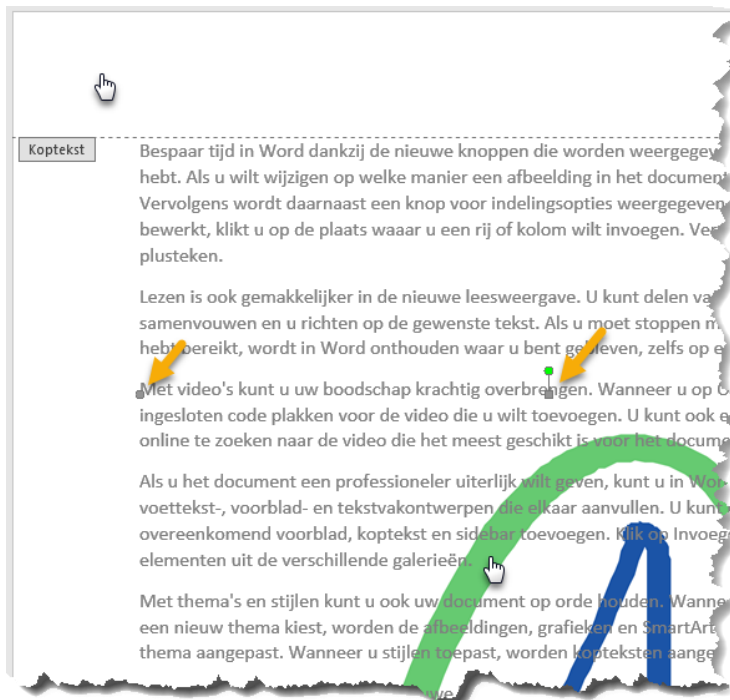 Koptekst
Bespaar tijd in Word dankzij de nieuwe knoppen die worden
hebt. Als u wilt wijzigen op welke manier een afbeelding in het document
Vervolgens wordt daarnaast een knop voor indelingsopties weergegeven
bewerkt, klikt u op de plaats waaar u een rij of kolom wilt invoegen.
plusteken.
Lezen is ook gemakkelijker in de nieuwe leesweergave. U kunt delen
samenvouwen en u richten op de gewenste tekst. Als u moet stoppen
hebt bereikt, wordt in Word onthouden waar u bent gebleven, zelfs op
Met video's kunt u uw boodschap krachtig overbrengen. Wanneer u op
ingesloten code plakken voor de video die u wilt toevoegen. U kunt ook
online te zoeken naar de video die het meest geschikt is voor het
Als u het document een professioneler uiterlijk wilt geven, kunt u in
voettekst-, voorblad- en tekstvakontwerpen die elkaar aanvullen. U kunt
overeenkomend voorblad, koptekst en sidebar toevoegen. Klik op
elementen uit de verschillende galerieën.
Met thema's en stijlen kunt u ook uw document op orde houden.
een nieuw thema kiest, worden de afbeeldingen, grafieken en SmartArt
thema aangepast. Wanneer u stijlen toepast, worden kopteksten